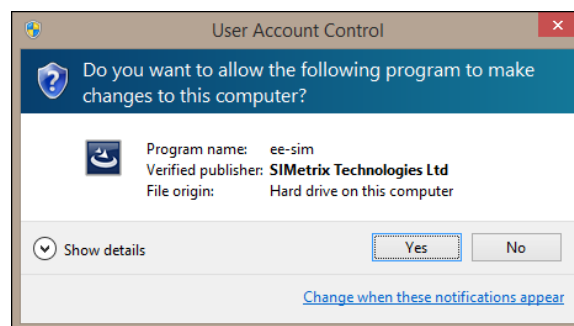 User Account Control
Do you want to allow the following program to make
changes to this computer?
Program name: ee-sim
Verified publisher: SIMetrix Technologies Ltd
File origin: Hard drive on this computer
Show details
Yes
No
Change when these notifications appear